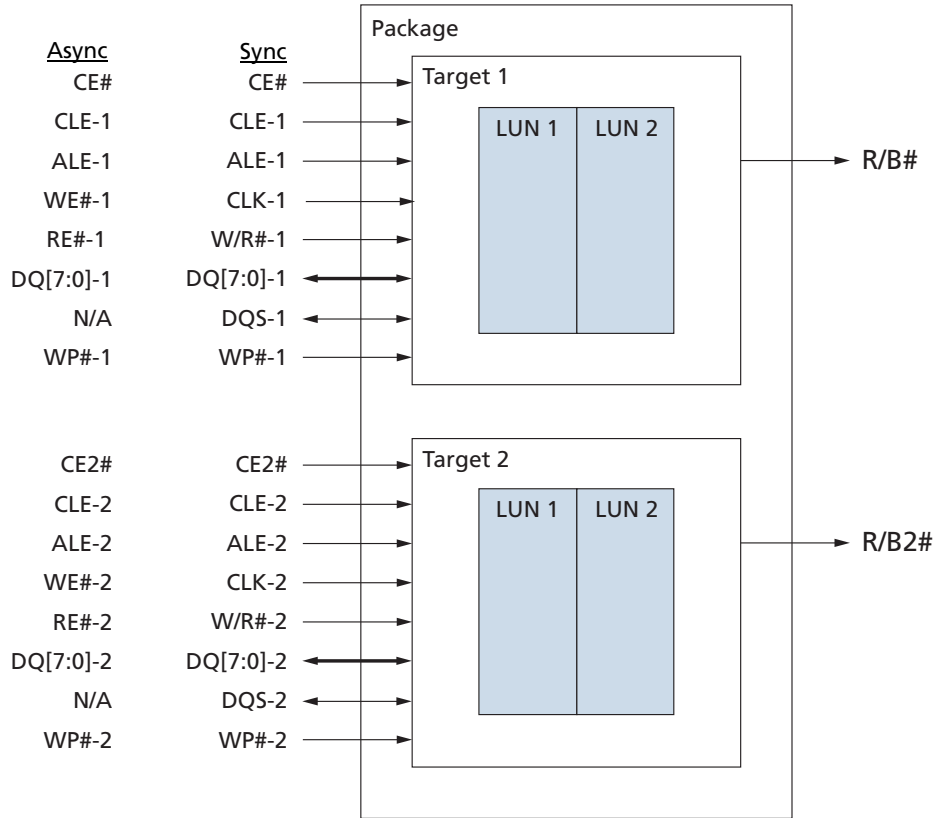 Package
Async Sync
CE# CE# Target 1
CLE-1 CLE-1 LUN 1 LUN 2
ALE-1 ALE-1 R/B#
WE#-1 CLK-1
RE#-1 W/R#-1
DQ[7:0]-1 DQ[7:0]-1
N/A DQS-1
WP#-1 WP#-1
CE2# CE2# Target 2
CLE-2 CLE-2 LUN 1 LUN 2
ALE-2 ALE-2 R/B2#
WE#-2 CLK-2
RE#-2 W/R#-2
DQ[7:0]-2 DQ[7:0]-2
N/A DQS-2
WP#-2 WP#-2